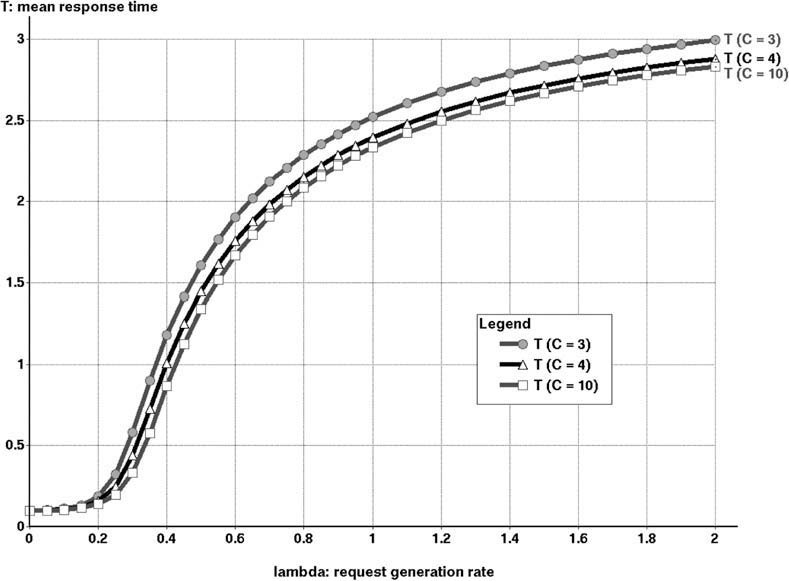 T: mean response time
3
T (C = 3)
T (C = 4)
T (C = 10)
2.5
2
1.5
Legend
T (C = 3)
T (C = 4)
T (C = 10)
1
0.5
0
0 0.2 0.4 0.6 0.8 1 1.2 1.4 1.6 1.8 2
lambda: request generation rate